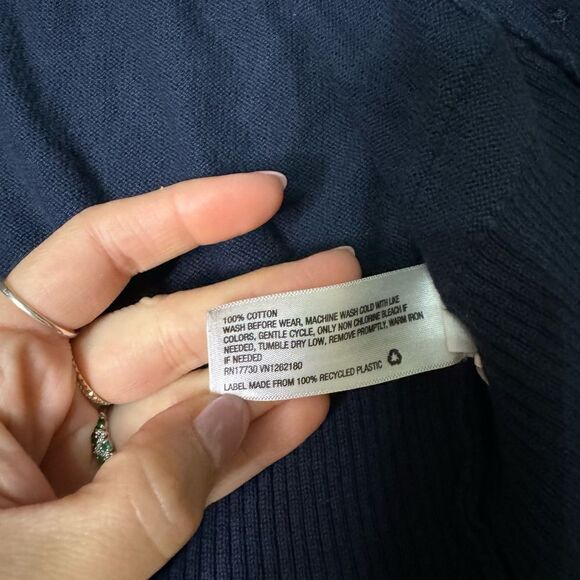 100% COTTON
WASH BEFORE WEAR, MACHINE WASH COLD WITH LIKE
COLORS, GENTLE CYCLE, ONLY NON CHLORINE BLEACH IF
NEEDED, TUMBLE DRY LOW, REMOVE PROMPTLY, WARM IRON
IF NEEDED
RN17730 VN1262180
LABEL MADE FROM 100% RECYCLED PLASTIC